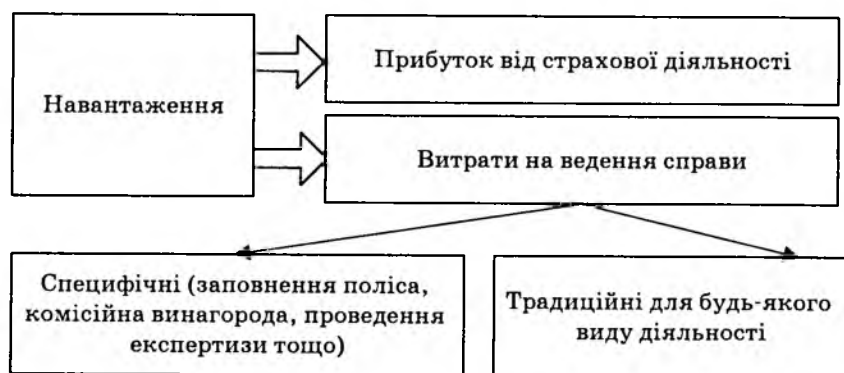 Прибуток від страхової діяльності
Навантаження
Витрати на ведення справи
Специфічні (заповнення поліса,
комісійна винагорода, проведення
експертизи тощо)
Традиційні для будь-якого
виду діяльності